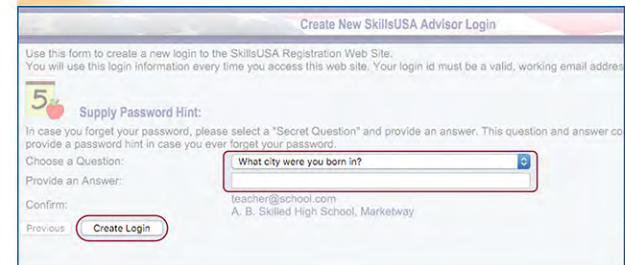 Create New SkillsUSA Advisor Login
Use this form to create a new login to the SkillsUSA Registration Web Site.
You will use this login information every time you access this web site. Your login id must be a valid, working email addres
5
Supply Password Hint:
In case you forget your password, please select a "Secret Question" and provide an answer. This question and answer co
provide a password hint in case you ever forget your password.
Choose a Question: What city were you born in?
Provide an Answer:
Confirm: teacher@school.com
A. B. Skilled High School, Marketway
Previous Create Login